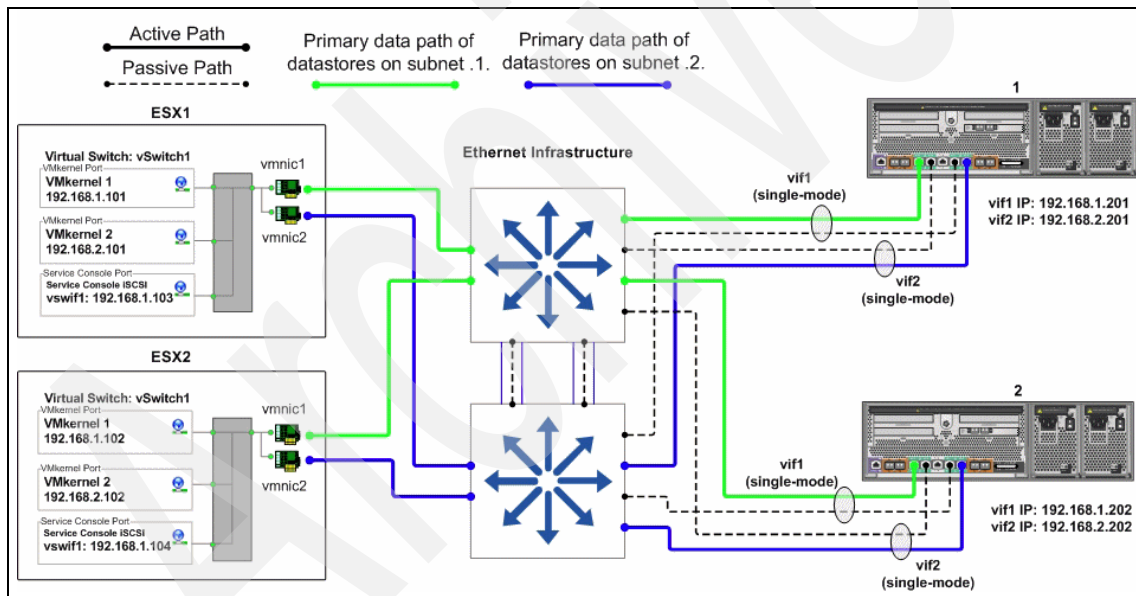 Active Path
Passive Path
Primary data path of
datastores on subnet .1.
Primary data path of
datastores on subnet .2.
ESX1
Virtual Switch: vSwitch1
VMkernel Port
VMkernel 1
192.168.1.101
VMkernel Port
VMkernel 2
192.168.2.101
Service Console Port
Service Console iSCSI
vswif1: 192.168.1.103
vmnic1
vmnic2
Ethernet Infrastructure
vif1
(single-mode)
vif2
(single-mode)
1
vif1 IP: 192.168.1.201
vif2 IP: 192.168.2.201
ESX2
Virtual Switch: vSwitch1
VMkernel Port
VMkernel 1
192.168.1.102
VMkernel Port
VMkernel 2
192.168.2.102
Service Console Port
Service Console iSCSI
vswif1: 192.168.1.104
vmnic1
vmnic2
vif1
(single-mode)
vif2
(single-mode)
2
vif1 IP: 192.168.1.202
vif2 IP: 192.168.2.202